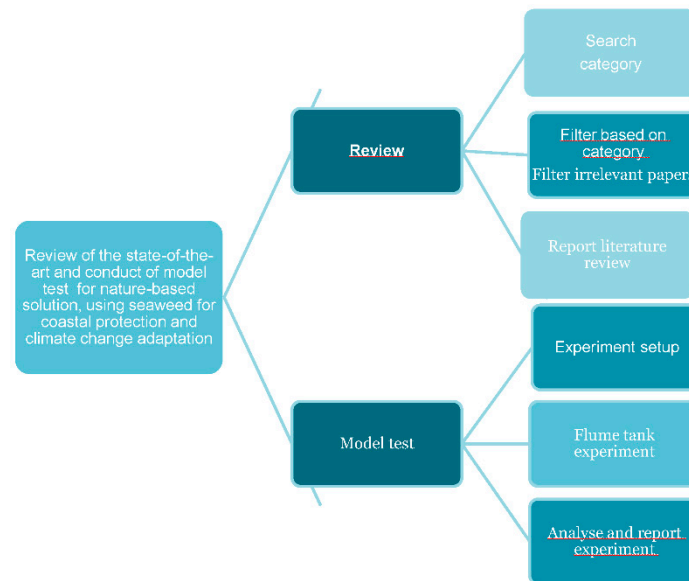 Search
category
Review
Filter based on
category
Filter irrelevant paper
Report literature
review
Review of the state-of-the-
art and conduct of model
test for nature-based
solution, using seaweed for
coastal protection and
climate change adaptation
Experiment setup
Model test
Flume tank
experiment
Analyse and report
experiment